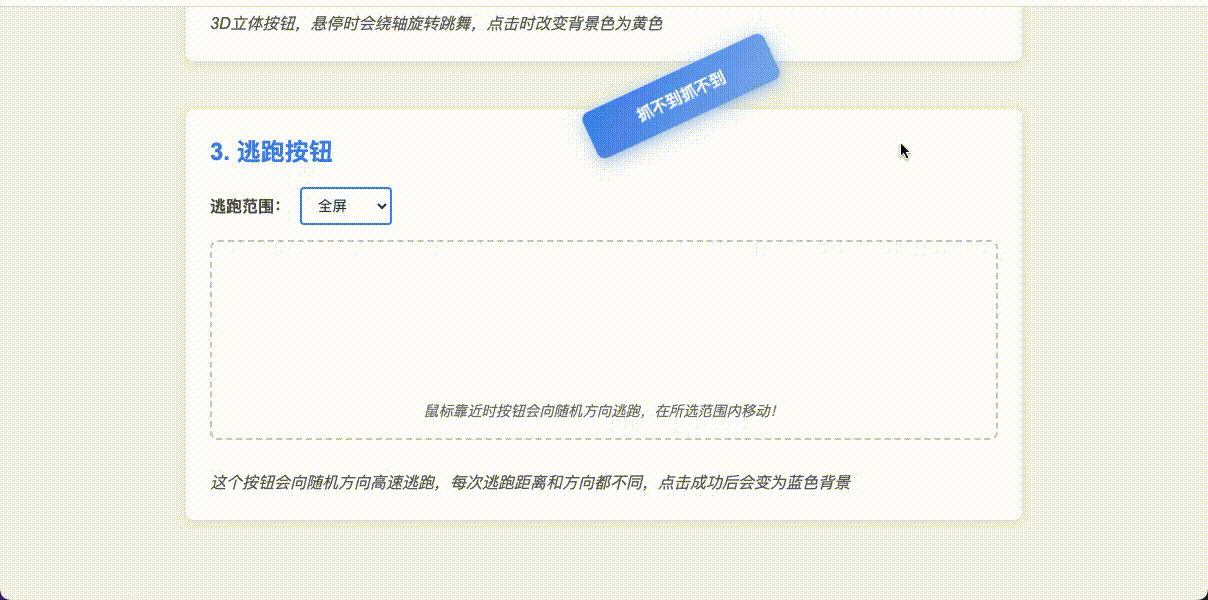 3D立体按钮，悬停时会绕轴旋转跳舞，点击时改变背景色为黄色
抓不到抓不到
3. 逃跑按钮
逃跑范围：
全屏
鼠标靠近时按钮会向随机方向逃跑，在所选范围内移动！
这个按钮会向随机方向高速逃跑，每次逃跑距离和方向都不同，点击成功后会变为蓝色背景